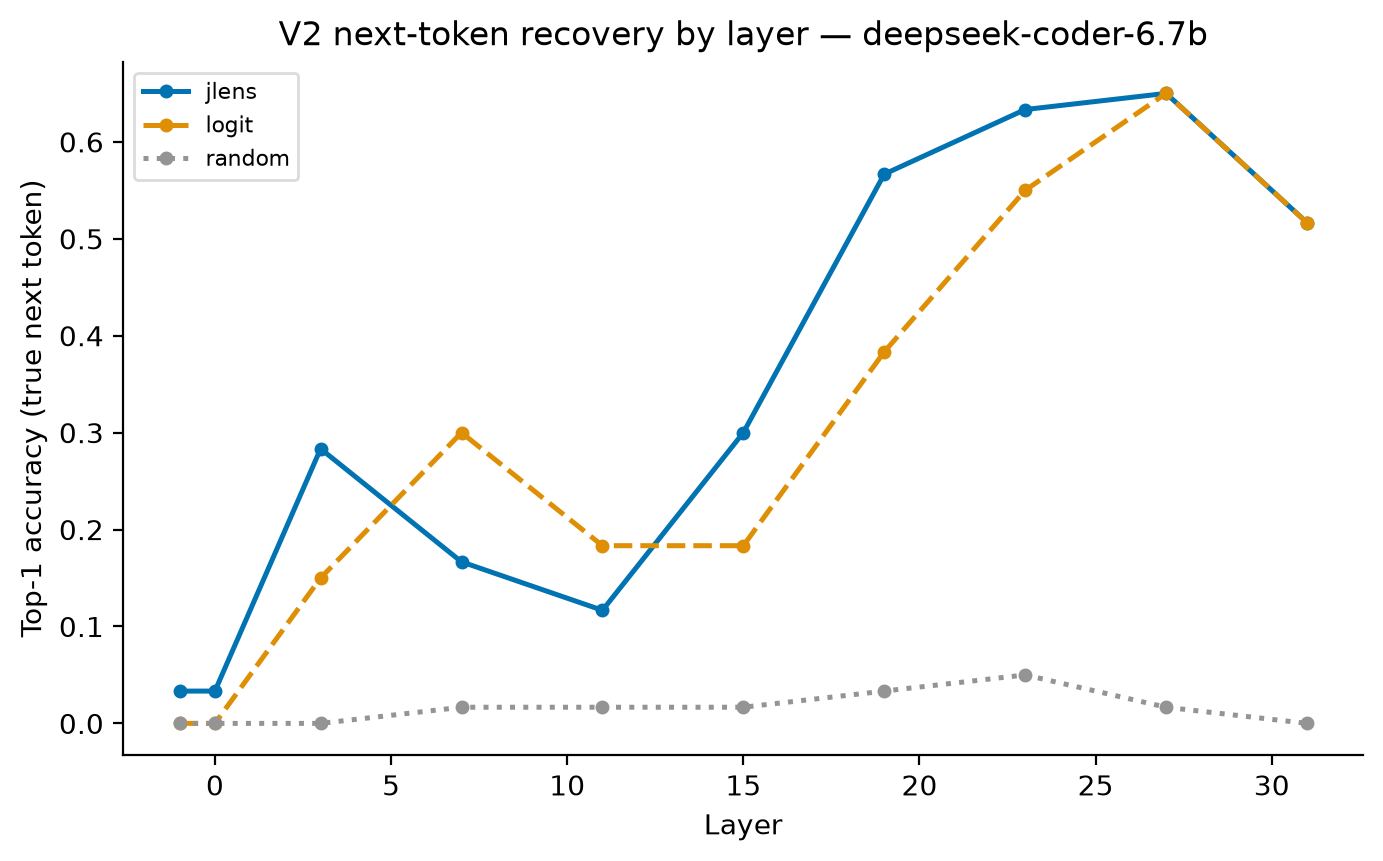 V2 next-token recovery by layer — deepseek-coder-6.7b
jlens
logit
random
Top-1 accuracy (true next token)
0.6
0.5
0.4
0.3
0.2
0.1
0.0
0 5 10 15 20 25 30
Layer